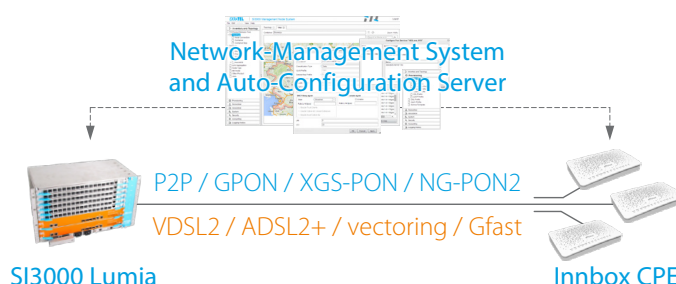 Network-Management System
and Auto-Configuration Server
P2P / GPON / XGS-PON / NG-PON2
VDSL2 / ADSL2+ / vectoring / Gfast
SI3000 Lumia
Innbox CPE